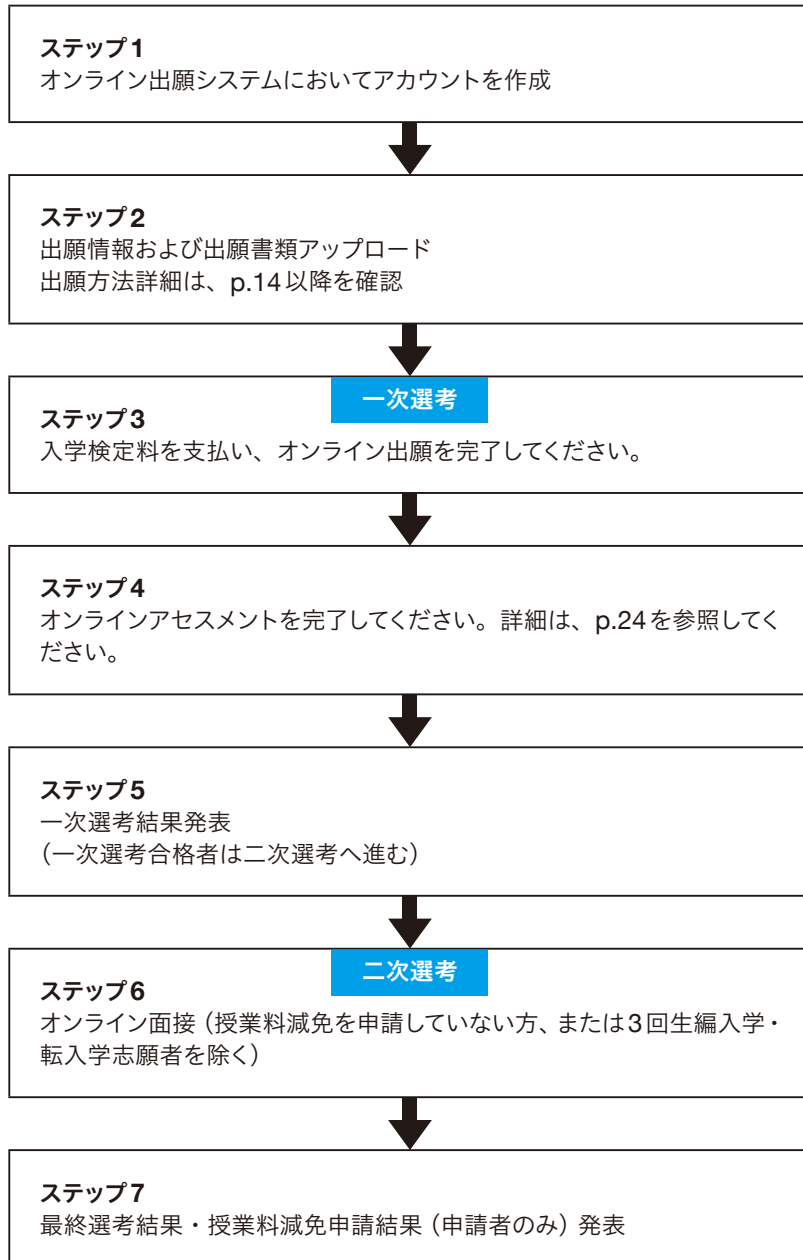 ステップ1
オンライン出願システムにおいてアカウントを作成
ステップ2
出願情報および出願書類アップロード
出願方法詳細は、p.14以降を確認
一次選考
ステップ3
入学検定料を支払い、オンライン出願を完了してください。
ステップ4
オンラインアセスメントを完了してください。詳細は、p.24を参照してく
ださい。
ステップ5
一次選考結果発表
（一次選考合格者は二次選考へ進む）
二次選考
ステップ6
オンライン面接（授業料減免を申請していない方、または3回生編入学・
転入学志願者を除く）
ステップ7
最終選考結果・授業料減免申請結果（申請者のみ）発表